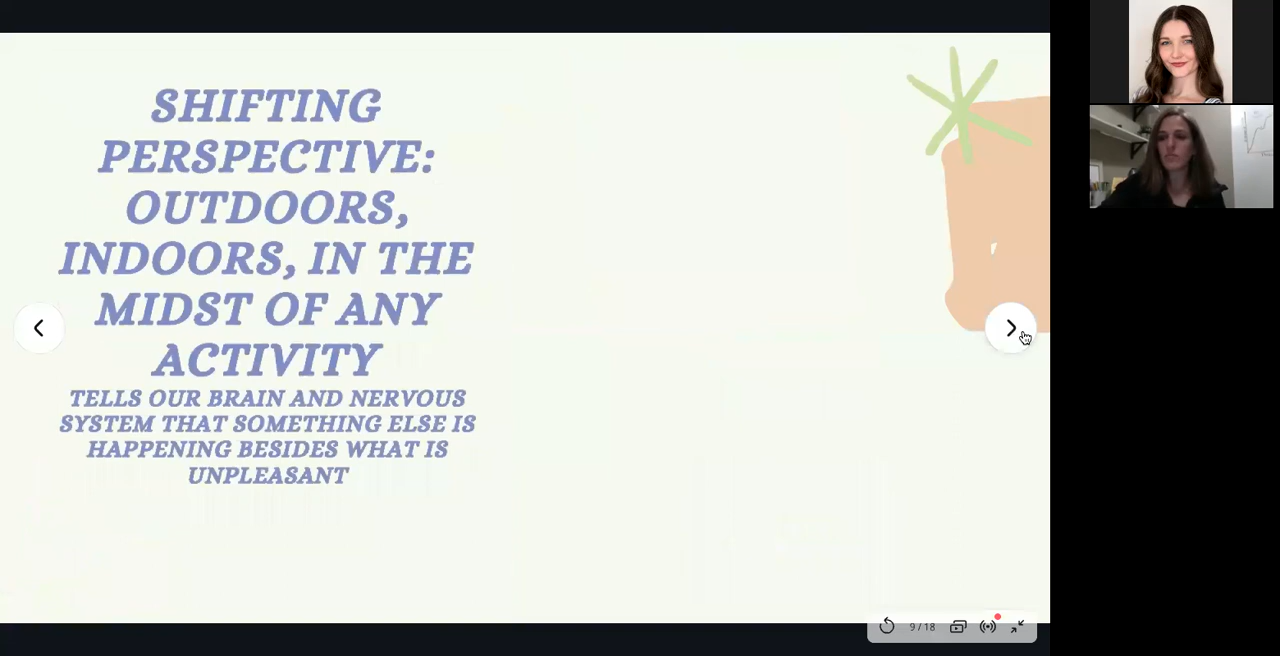 SHIFTING
PERSPECTIVE:
OUTDOORS,
INDOORS, IN THE
MIDST OF ANY
ACTIVITY
TELLS OUR BRAIN AND NERVOUS
SYSTEM THAT SOMETHING ELSE IS
HAPPENING BESIDES WHAT IS
UNPLEASANT
9 / 18